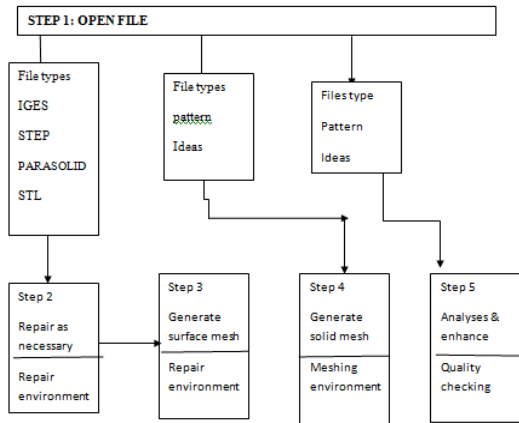 STEP 1: OPEN FILE
File types
IGES
STEP
PARASOLID
STL
File types
pattern
Ideas
Files type
Pattern
Ideas
Step 2
Repair as
necessary
Repair
environment
Step 3
Generate
surface mesh
Repair
environment
Step 4
Generate
solid mesh
Meshing
environment
Step 5
Analyses &
enhance
Quality
checking